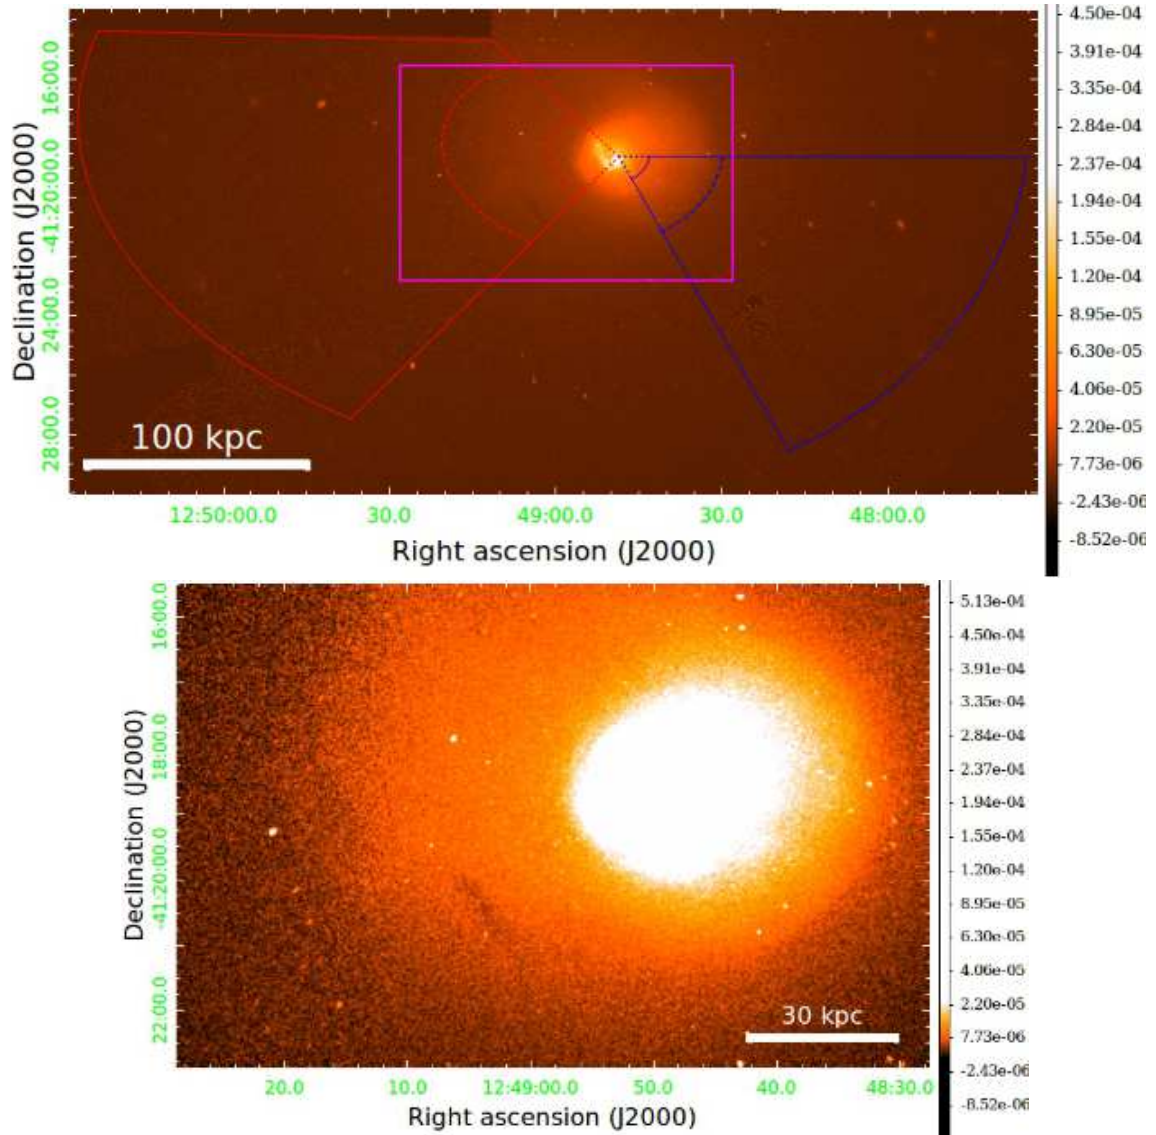 4.50e-04
3.91e-04
3.35e-04
2.84e-04
2.37e-04
1.94e-04
1.55e-04
1.20e-04
8.95e-05
6.30e-05
4.06e-05
2.20e-05
7.73e-06
-2.43e-06
-8.52e-06
Declination (J2000)
16:00.0
-41:20:00.0
24:00.0
28:00.0
100 kpc
12:50:00.0 30.0 49:00.0 30.0 48:00.0
Right ascension (J2000)
5.13e-04
4.50e-04
3.91e-04
3.35e-04
2.84e-04
2.37e-04
1.94e-04
1.55e-04
1.20e-04
8.95e-05
6.30e-05
4.06e-05
2.20e-05
7.73e-06
-2.43e-06
-8.52e-06
Declination (J2000)
16:00.0
18:00.0
-41:20:00.0
22:00.0
30 kpc
20.0 10.0 12:49:00.0 50.0 40.0 48:30.0
Right ascension (J2000)